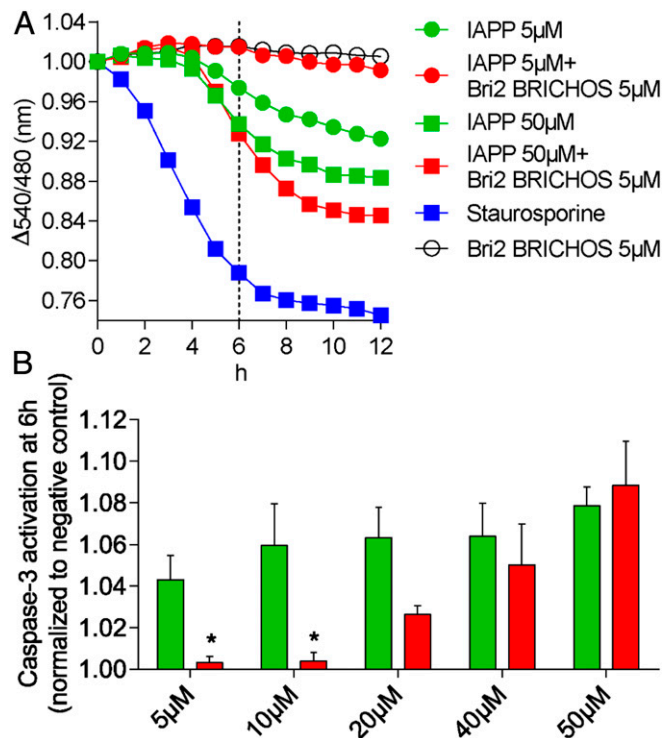 A
1.04
1.00
0.96
0.92
0.88
0.84
0.80
0.76
Δ540/480 (nm)
0 2 4 6 8 10 12
h
IAPP 5µM
IAPP 5µM+
Bri2 BRICHOS 5µM
IAPP 50µM
IAPP 50µM+
Bri2 BRICHOS 5µM
Staurosporine
Bri2 BRICHOS 5µM
B
Caspase-3 activation at 6h
(normalized to negative control)
1.12
1.10
1.08
1.06
1.04
1.02
1.00
* *
5µM 10µM 20µM 40µM 50µM